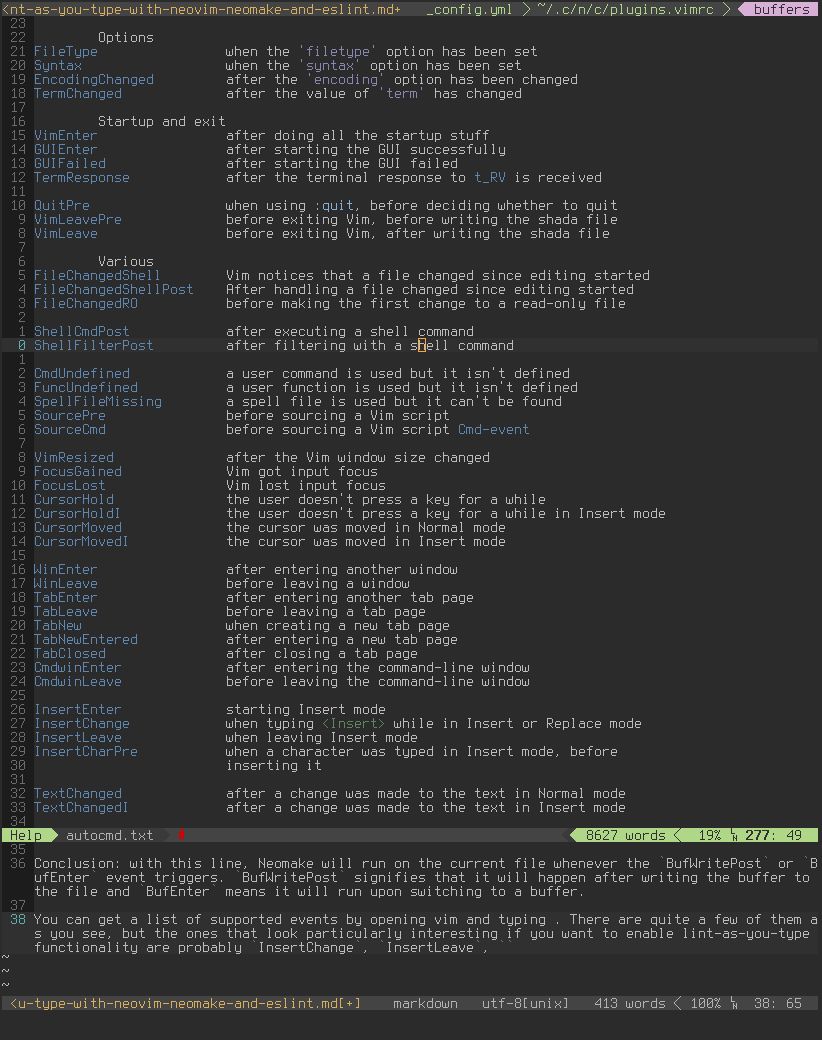 <nt-as-you-type-with-neovim-neomake-and-eslint.md+ _config.yml > ~/.c/n/c/plugins.vimrc > buffers
23
22 Options
21 FileType when the 'filetype' option has been set
20 Syntax when the 'syntax' option has been set
19 EncodingChanged after the 'encoding' option has been changed
18 TermChanged after the value of 'term' has changed
17
16 Startup and exit
15 VimEnter after doing all the startup stuff
14 GUIEnter after starting the GUI successfully
13 GUIFailed after starting the GUI failed
12 TermResponse after the terminal response to t_RV is received
11
10 QuitPre when using :quit, before deciding whether to quit
9 VimLeavePre before exiting Vim, before writing the shada file
8 VimLeave before exiting Vim, after writing the shada file
7
6 Various
5 FileChangedShell Vim notices that a file changed since editing started
4 FileChangedShellPost After handling a file changed since editing started
3 FileChangedRO before making the first change to a read-only file
2
1 ShellCmdPost after executing a shell command
0 ShellFilterPost after filtering with a shell command
1
2 CmdUndefined a user command is used but it isn't defined
3 FuncUndefined a user function is used but it isn't defined
4 SpellFileMissing a spell file is used but it can't be found
5 SourcePre before sourcing a Vim script
6 SourceCmd before sourcing a Vim script Cmd-event
7
8 VimResized after the Vim window size changed
9 FocusGained Vim got input focus
10 FocusLost Vim lost input focus
11 CursorHold the user doesn't press a key for a while
12 CursorHoldI the user doesn't press a key for a while in Insert mode
13 CursorMoved the cursor was moved in Normal mode
14 CursorMovedI the cursor was moved in Insert mode
15
16 WinEnter after entering another window
17 WinLeave before leaving a window
18 TabEnter after entering another tab page
19 TabLeave before leaving a tab page
20 TabNew when creating a new tab page
21 TabNewEntered after entering a new tab page
22 TabClosed after closing a tab page
23 CmdwinEnter after entering the command-line window
24 CmdwinLeave before leaving the command-line window
25
26 InsertEnter starting Insert mode
27 InsertChange when typing <Insert> while in Insert or Replace mode
28 InsertLeave when leaving Insert mode
29 InsertCharPre when a character was typed in Insert mode, before
30 inserting it
31
32 TextChanged after a change was made to the text in Normal mode
33 TextChangedI after a change was made to the text in Insert mode
34
Help autocmd.txt 8627 words < 19% ␤ 277: 49
35
36 Conclusion: with this line, Neomake will run on the current file whenever the `BufWritePost` or `B
ufEnter` event triggers. `BufWritePost` signifies that it will happen after writing the buffer to
the file and `BufEnter` means it will run upon switching to a buffer.
37
38 You can get a list of supported events by opening vim and typing . There are quite a few of them a
s you see, but the ones that look particularly interesting if you want to enable lint-as-you-type
functionality are probably `InsertChange`, `InsertLeave`, ``
~
~
~
<u-type-with-neovim-neomake-and-eslint.md[+] markdown utf-8[unix] 413 words < 100% ␤ 38: 65